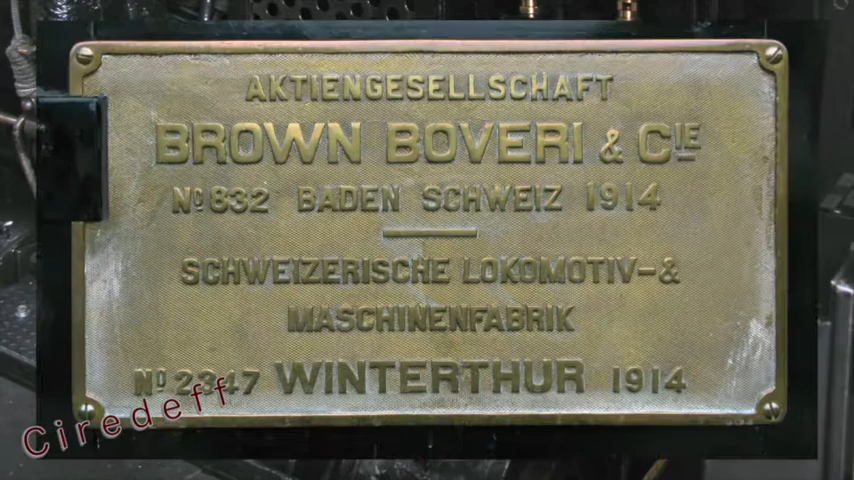 AKTIENGESELLSCHAFT
BROWN BOVERI & CIE
No 832 BADEN SCHWEIZ 1914
SCHWEIZERISCHE LOKOMOTIV-&
MASCHINENFABRIK
No 2347 WINTERTHUR 1914
Ciredeff